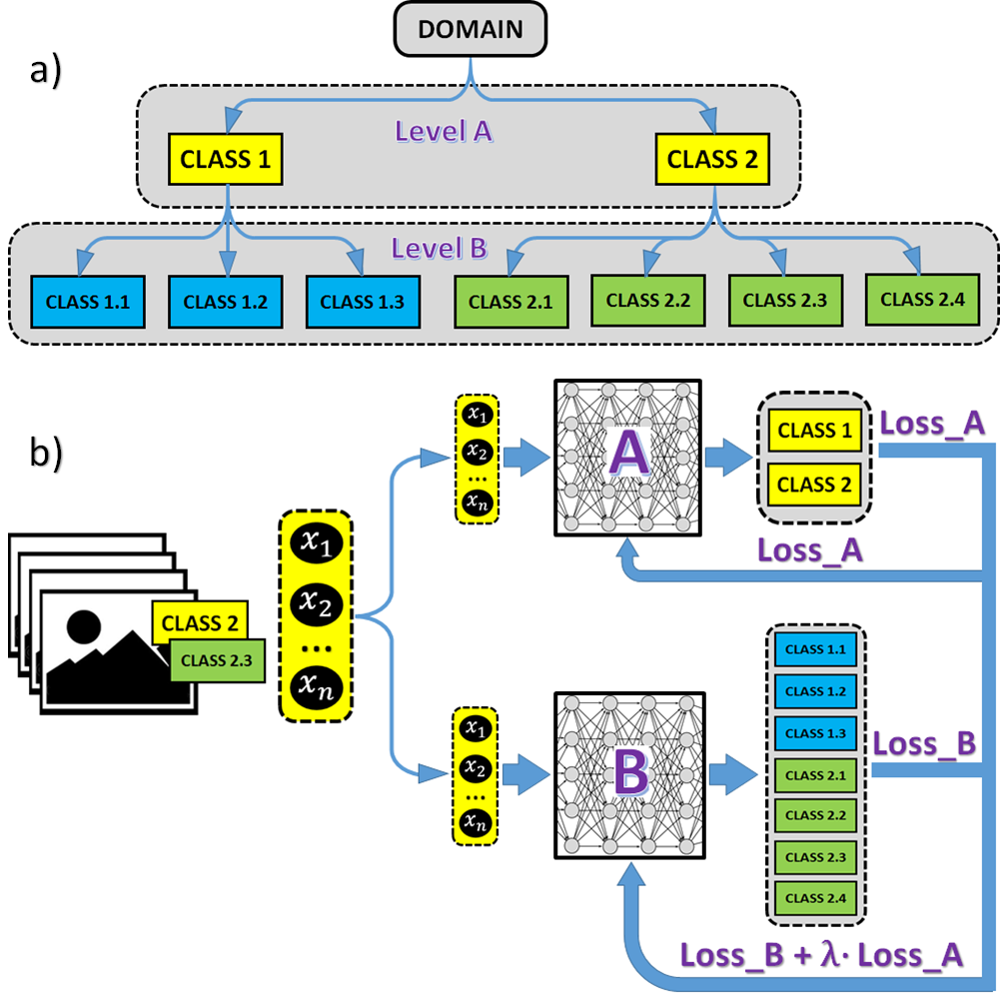 DOMAIN
a)
Level A
CLASS 1
CLASS 2
Level B
CLASS 1.1
CLASS 1.2
CLASS 1.3
CLASS 2.1
CLASS 2.2
CLASS 2.3
CLASS 2.4
b)
CLASS 2
CLASS 2.3
x₁
x₂
...
xₙ
x₁
x₂
...
xₙ
A
CLASS 1
CLASS 2
Loss_A
Loss_A
x₁
x₂
...
xₙ
B
CLASS 1.1
CLASS 1.2
CLASS 1.3
CLASS 2.1
CLASS 2.2
CLASS 2.3
CLASS 2.4
Loss_B
Loss_B + λ· Loss_A